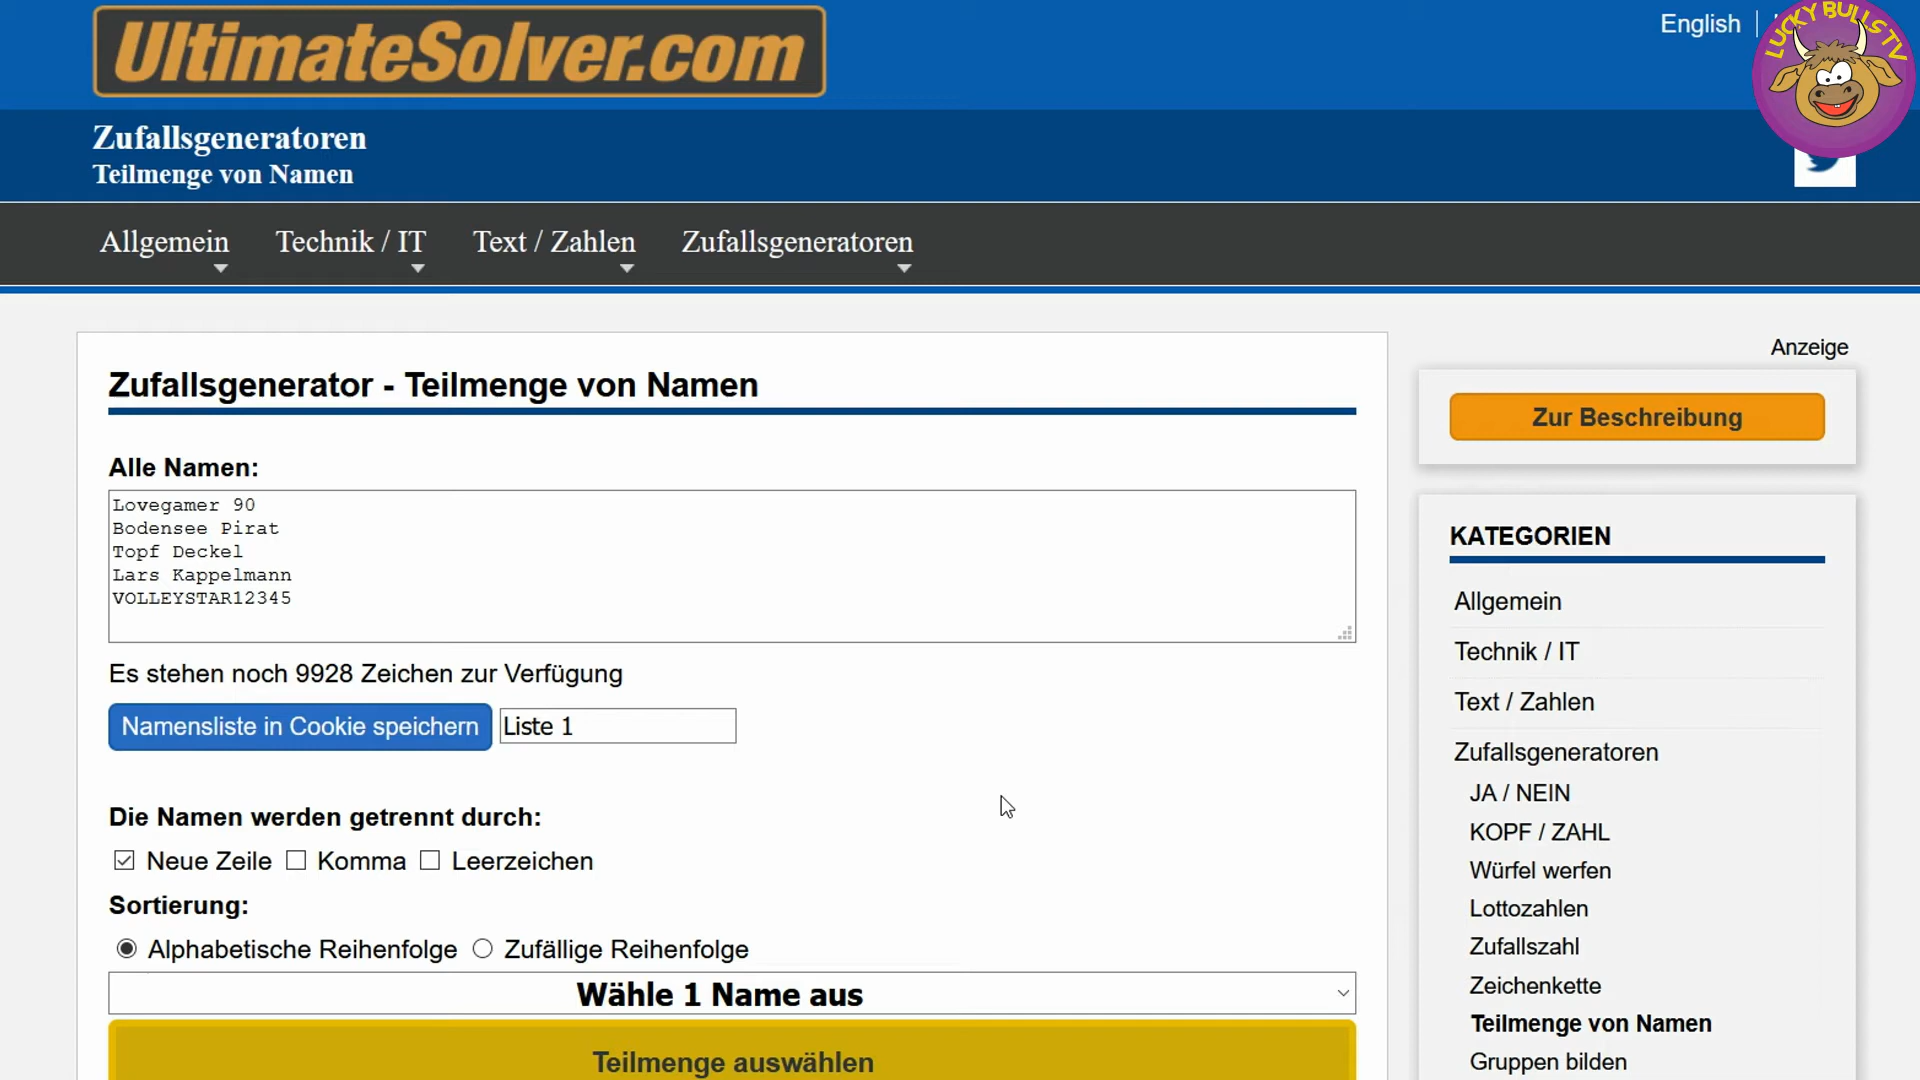 UltimateSolver.com
English
LUCKY BULLS TV
Zufallsgeneratoren
Teilmenge von Namen
Allgemein
Technik / IT
Text / Zahlen
Zufallsgeneratoren
Anzeige
Zufallsgenerator - Teilmenge von Namen
Zur Beschreibung
Alle Namen:
Lovegamer 90
Bodensee Pirat
Topf Deckel
Lars Kappelmann
VOLLEYSTAR12345
Es stehen noch 9928 Zeichen zur Verfügung
Namensliste in Cookie speichern
Liste 1
Die Namen werden getrennt durch:
Neue Zeile
Komma
Leerzeichen
Sortierung:
Alphabetische Reihenfolge
Zufällige Reihenfolge
Wähle 1 Name aus
Teilmenge auswählen
KATEGORIEN
Allgemein
Technik / IT
Text / Zahlen
Zufallsgeneratoren
JA / NEIN
KOPF / ZAHL
Würfel werfen
Lottozahlen
Zufallszahl
Zeichenkette
Teilmenge von Namen
Gruppen bilden